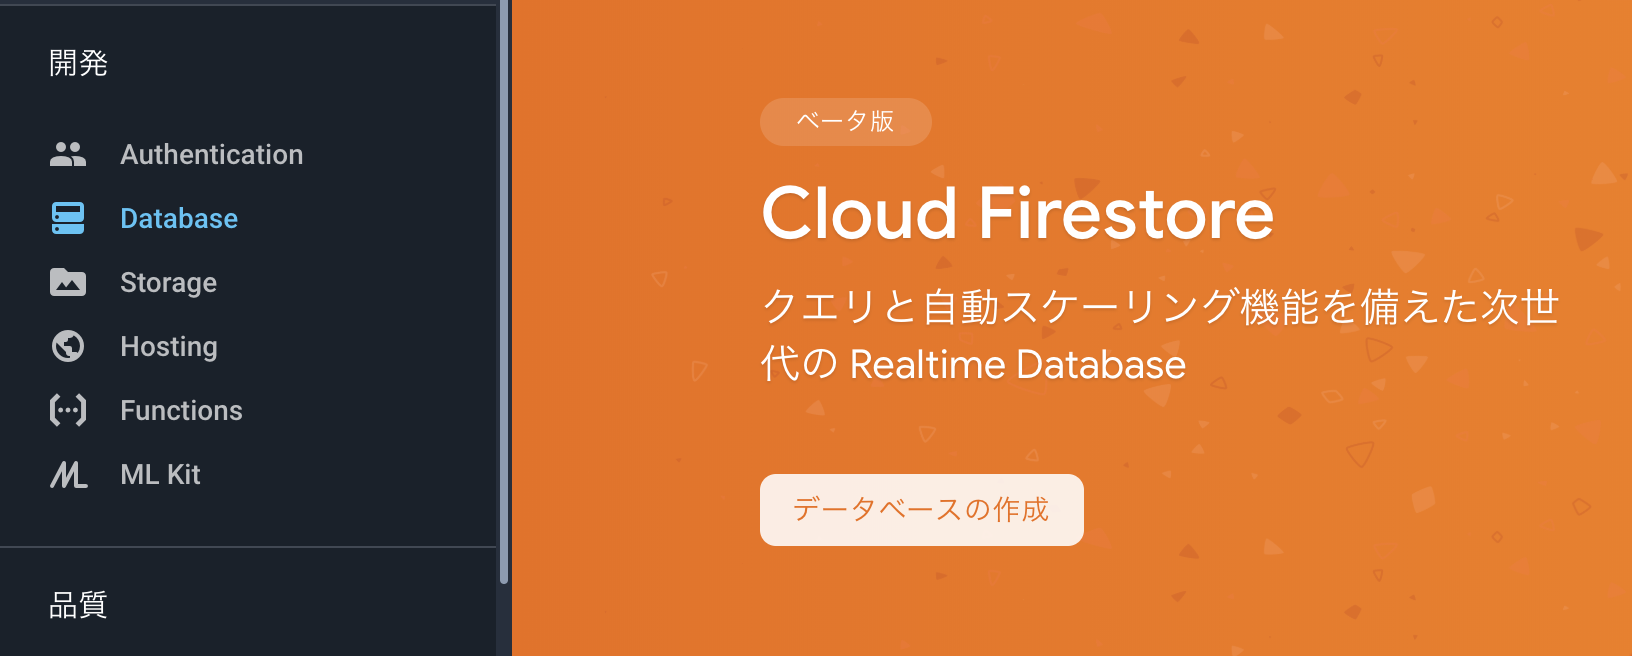 開発
Authentication
Database
Storage
Hosting
Functions
ML Kit
品質
ベータ版
Cloud Firestore
クエリと自動スケーリング機能を備えた次世
代の Realtime Database
データベースの作成